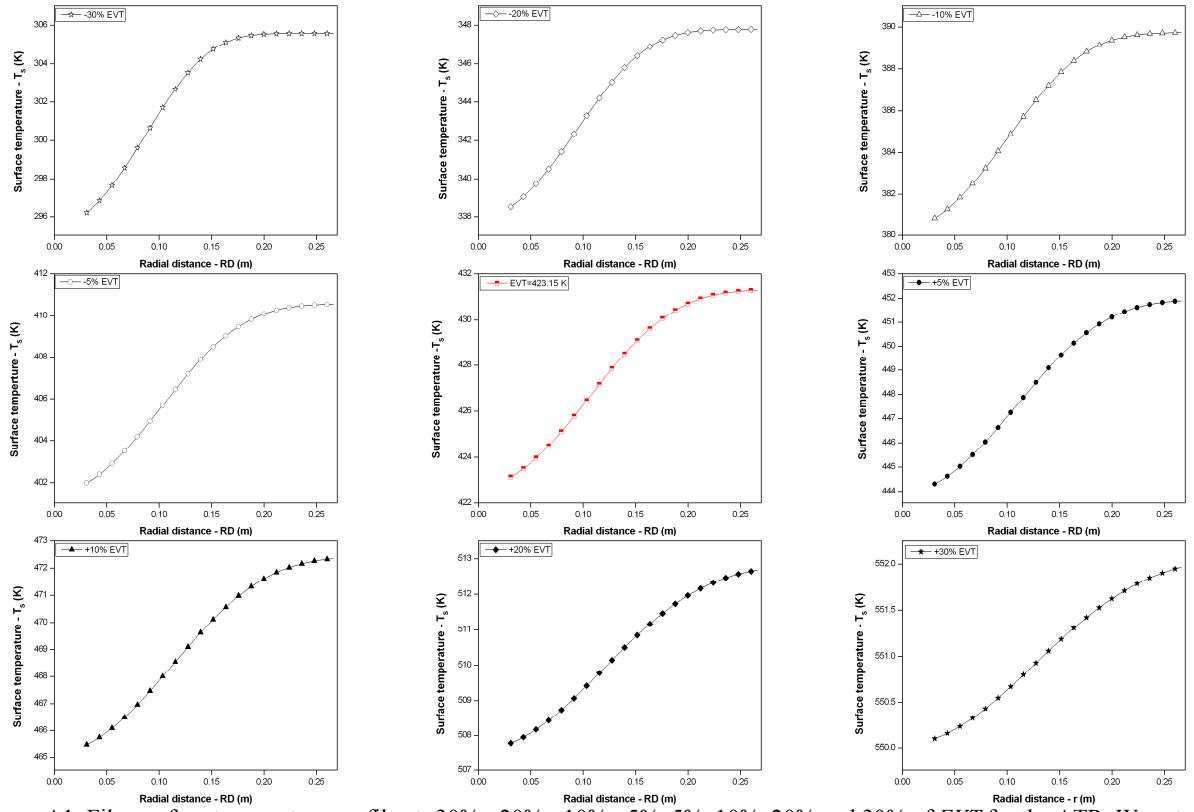 -30% EVT
Surface temperature - Ts (K)
306
304
302
300
298
296
0.00 0.05 0.10 0.15 0.20 0.25
Radial distance - RD (m)
-20% EVT
Surface temperature - Ts (K)
348
346
344
342
340
338
0.00 0.05 0.10 0.15 0.20 0.25
Radial distance - RD (m)
-10% EVT
Surface temperature - Ts (K)
390
388
386
384
382
380
0.00 0.05 0.10 0.15 0.20 0.25
Radial distance - RD (m)
-5% EVT
Surface temperture - Ts (K)
412
410
408
406
404
402
0.00 0.05 0.10 0.15 0.20 0.25
Radial distance - RD (m)
EVT=423.15 K
Surface temperature -Ts (K)
432
430
428
426
424
422
0.00 0.05 0.10 0.15 0.20 0.25
Radial distance - RD (m)
+5% EVT
Surface temperature - Ts (K)
453
452
451
450
449
448
447
446
445
444
0.00 0.05 0.10 0.15 0.20 0.25
Radial distance - RD (m)
+10% EVT
Surface temperature - Ts (K)
473
472
471
470
469
468
467
466
465
0.00 0.05 0.10 0.15 0.20 0.25
Radial distance - RD (m)
+20% EVT
Surface temperature - Ts (K)
513
512
511
510
509
508
507
0.00 0.05 0.10 0.15 0.20 0.25
Radial distance - RD (m)
+30% EVT
Surface temperature - Ts (K)
552.0
551.5
551.0
550.5
550.0
0.00 0.05 0.10 0.15 0.20 0.25
Radial distance - r (m)